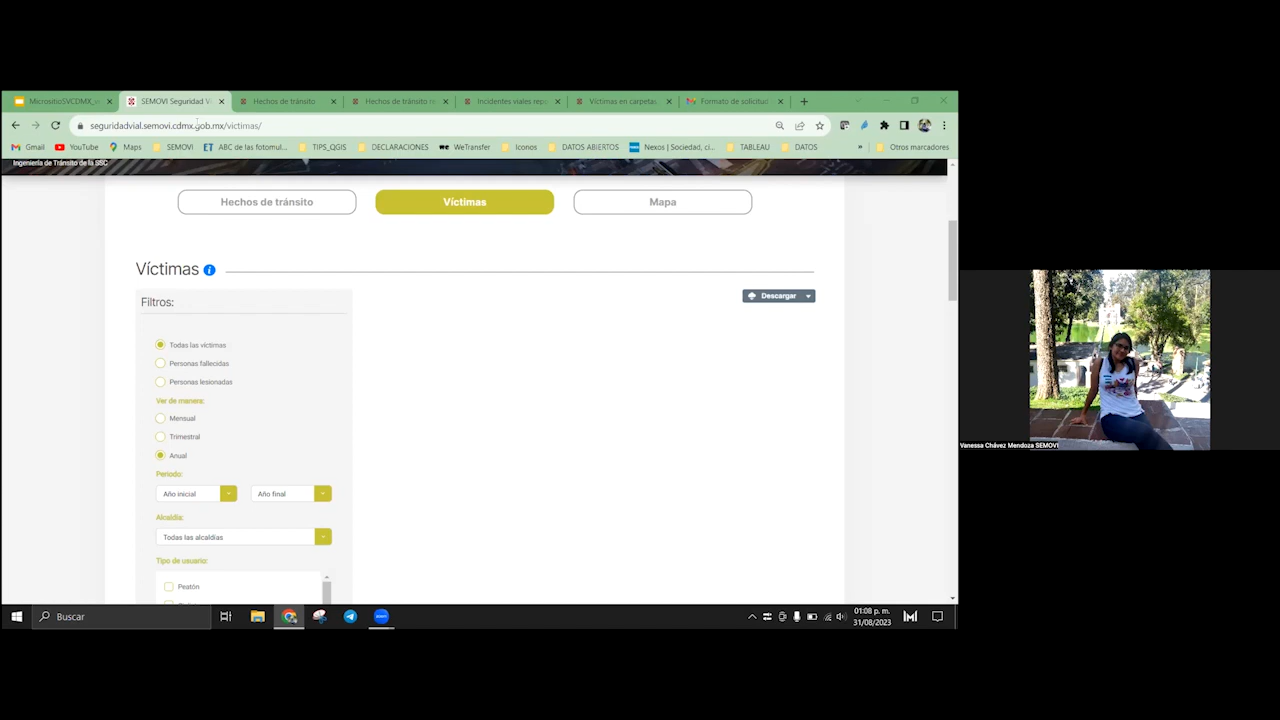 MicrositioSVCDMX_vi
SEMOVI Seguridad Vi
Hechos de tránsito
Hechos de tránsito re
Incidentes viales repo
Víctimas en carpetas
Formato de solicitud
seguridadvial.semovi.cdmx.gob.mx/victimas/
Gmail
YouTube
Maps
SEMOVI
ABC de las fotomul...
TIPS_QGIS
DECLARACIONES
WeTransfer
Iconos
DATOS ABIERTOS
Nexos | Sociedad, ci...
TABLEAU
DATOS
»
Otros marcadores
Ingeniería de Tránsito de la SSC
Hechos de tránsito
Víctimas
Mapa
Víctimas
Filtros:
Descargar
Todas las víctimas
Personas fallecidas
Personas lesionadas
Ver de manera:
Mensual
Trimestral
Anual
Periodo:
Año inicial
Año final
Alcaldía:
Todas las alcaldías
Tipo de usuario:
Peatón
Vanessa Chávez Mendoza SEMOVI
Buscar
01:08 p. m.
31/08/2023